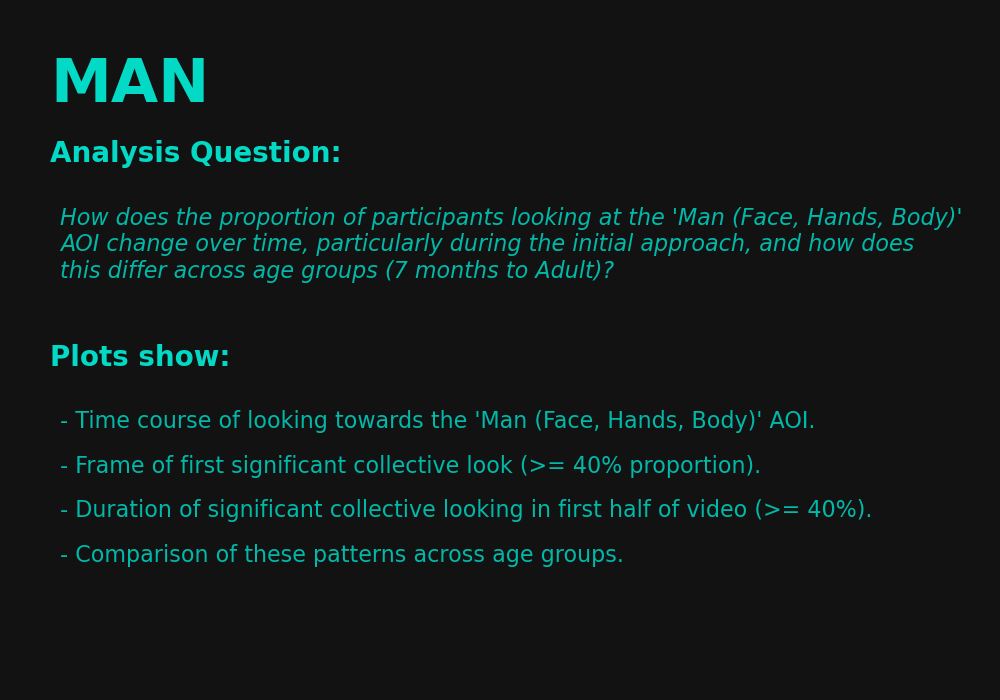 MAN
Analysis Question:
How does the proportion of participants looking at the 'Man (Face, Hands, Body)'
AOI change over time, particularly during the initial approach, and how does
this differ across age groups (7 months to Adult)?
Plots show:
- Time course of looking towards the 'Man (Face, Hands, Body)' AOI.
- Frame of first significant collective look (>= 40% proportion).
- Duration of significant collective looking in first half of video (>= 40%).
- Comparison of these patterns across age groups.